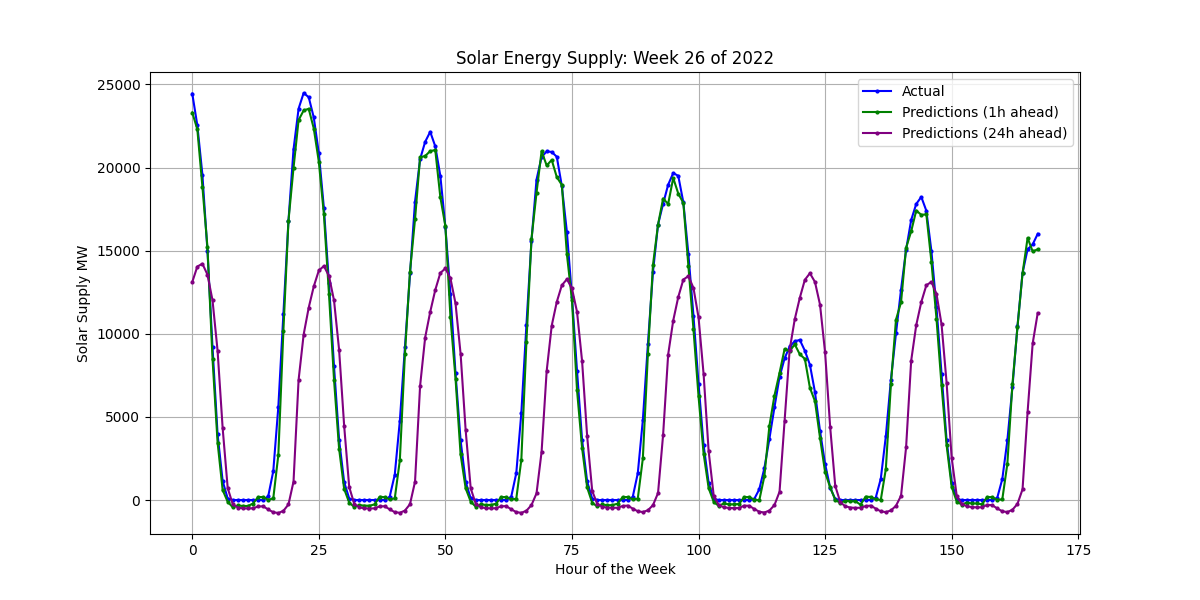 Solar Energy Supply: Week 26 of 2022
25000
20000
15000
10000
5000
0
Solar Supply MW
Actual
Predictions (1h ahead)
Predictions (24h ahead)
0 25 50 75 100 125 150 175
Hour of the Week